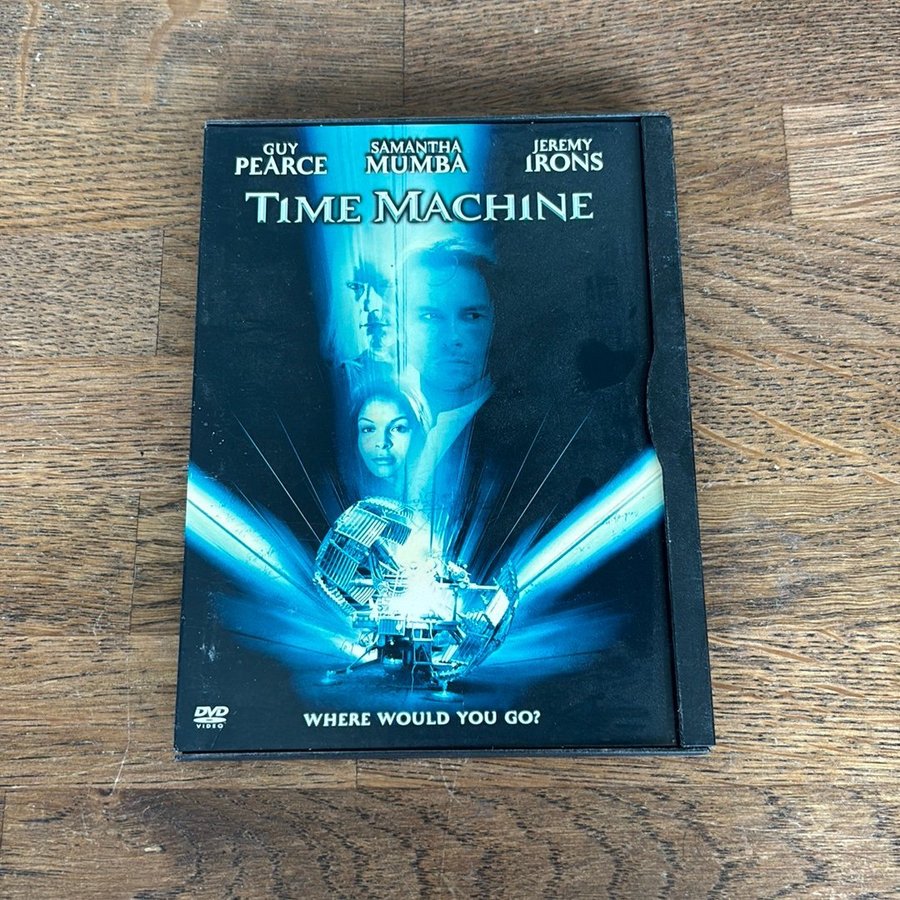 GUY
PEARCE
SAMANTHA
MUMBA
JEREMY
IRONS
TIME MACHINE
DVD
VIDEO
WHERE WOULD YOU GO?